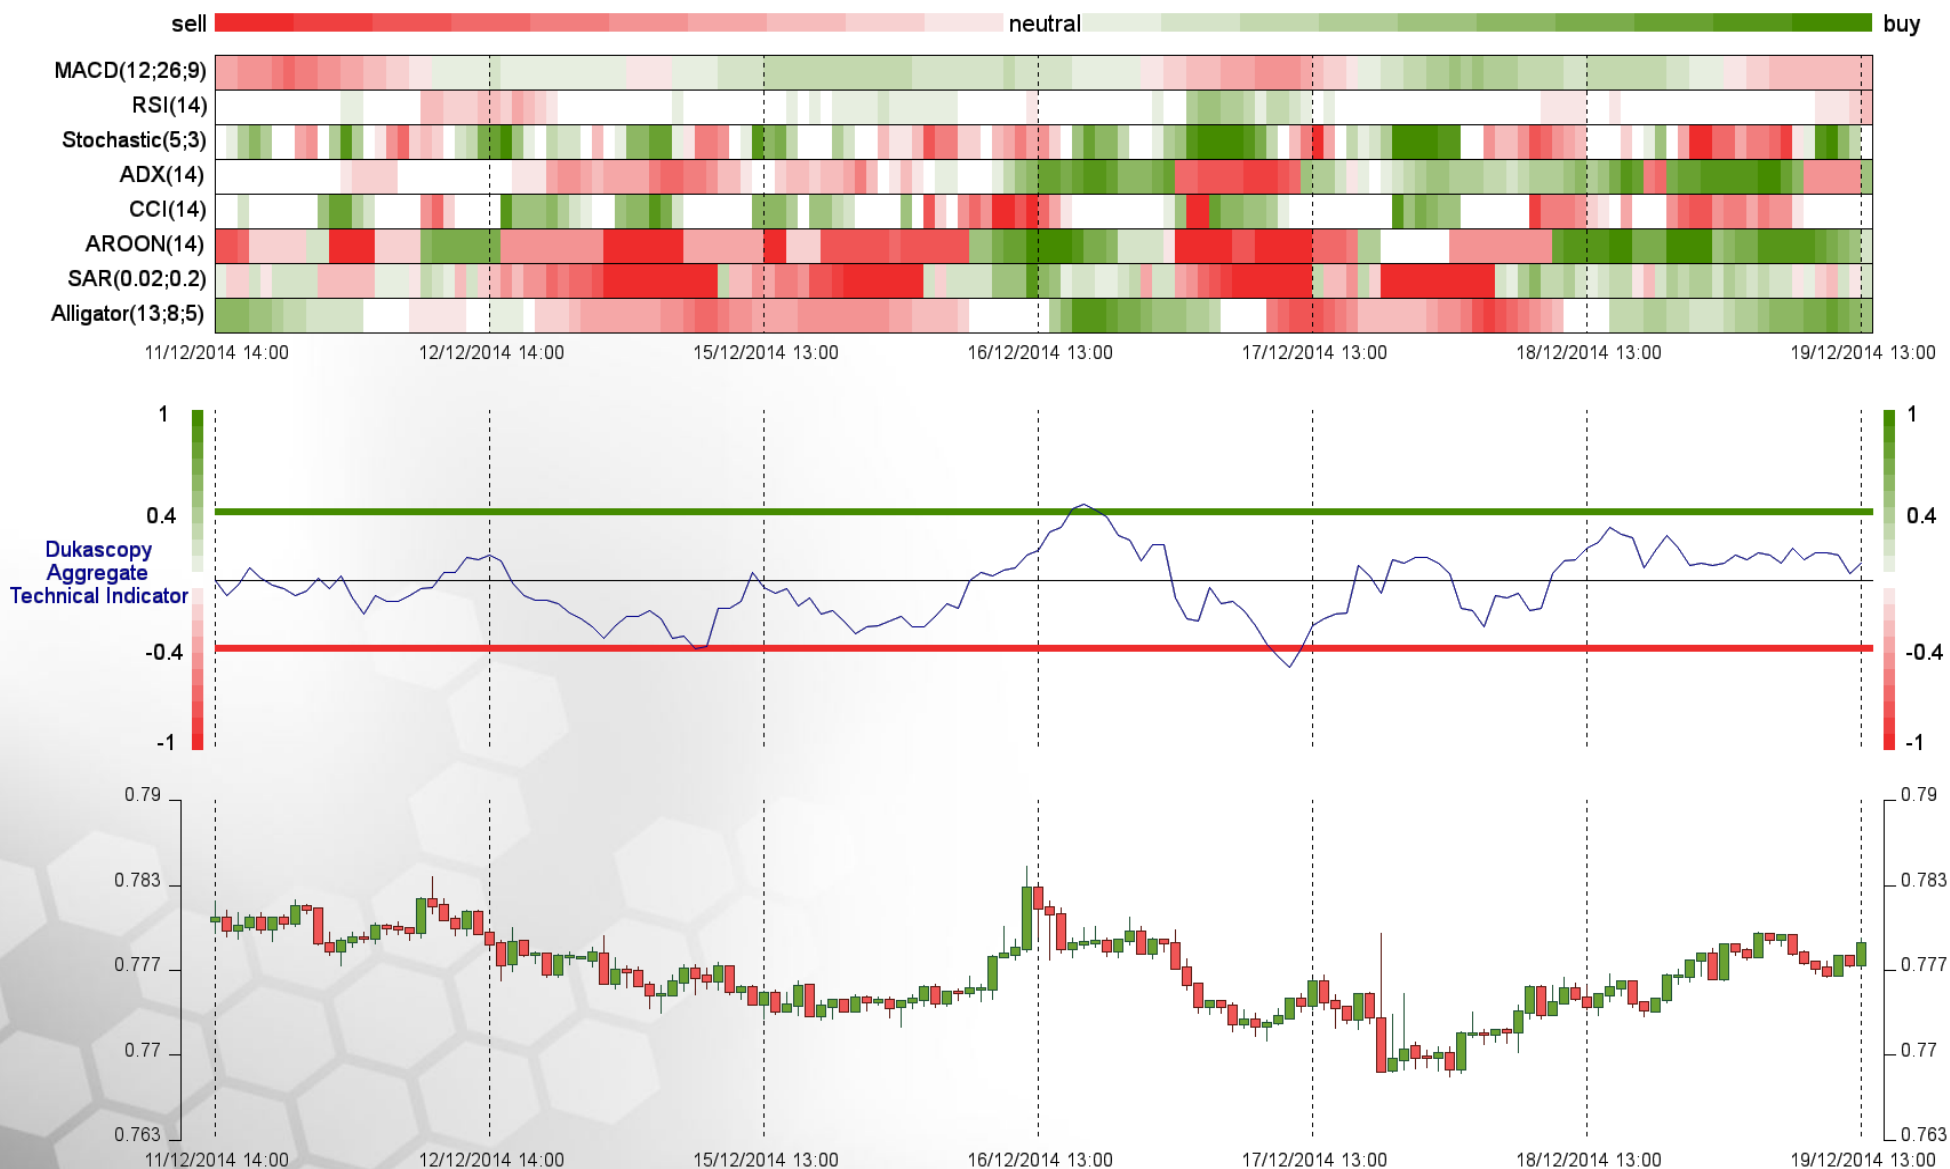 sell neutral buy
MACD(12;26;9)
RSI(14)
Stochastic(5;3)
ADX(14)
CCI(14)
AROON(14)
SAR(0.02;0.2)
Alligator(13;8;5)
11/12/2014 14:00 12/12/2014 14:00 15/12/2014 13:00 16/12/2014 13:00 17/12/2014 13:00 18/12/2014 13:00 19/12/2014 13:00
1 1
0.4 0.4
Dukascopy
Aggregate
Technical Indicator
-0.4 -0.4
-1 -1
0.79 0.79
0.783 0.783
0.777 0.777
0.77 0.77
0.763 0.763
11/12/2014 14:00 12/12/2014 14:00 15/12/2014 13:00 16/12/2014 13:00 17/12/2014 13:00 18/12/2014 13:00 19/12/2014 13:00